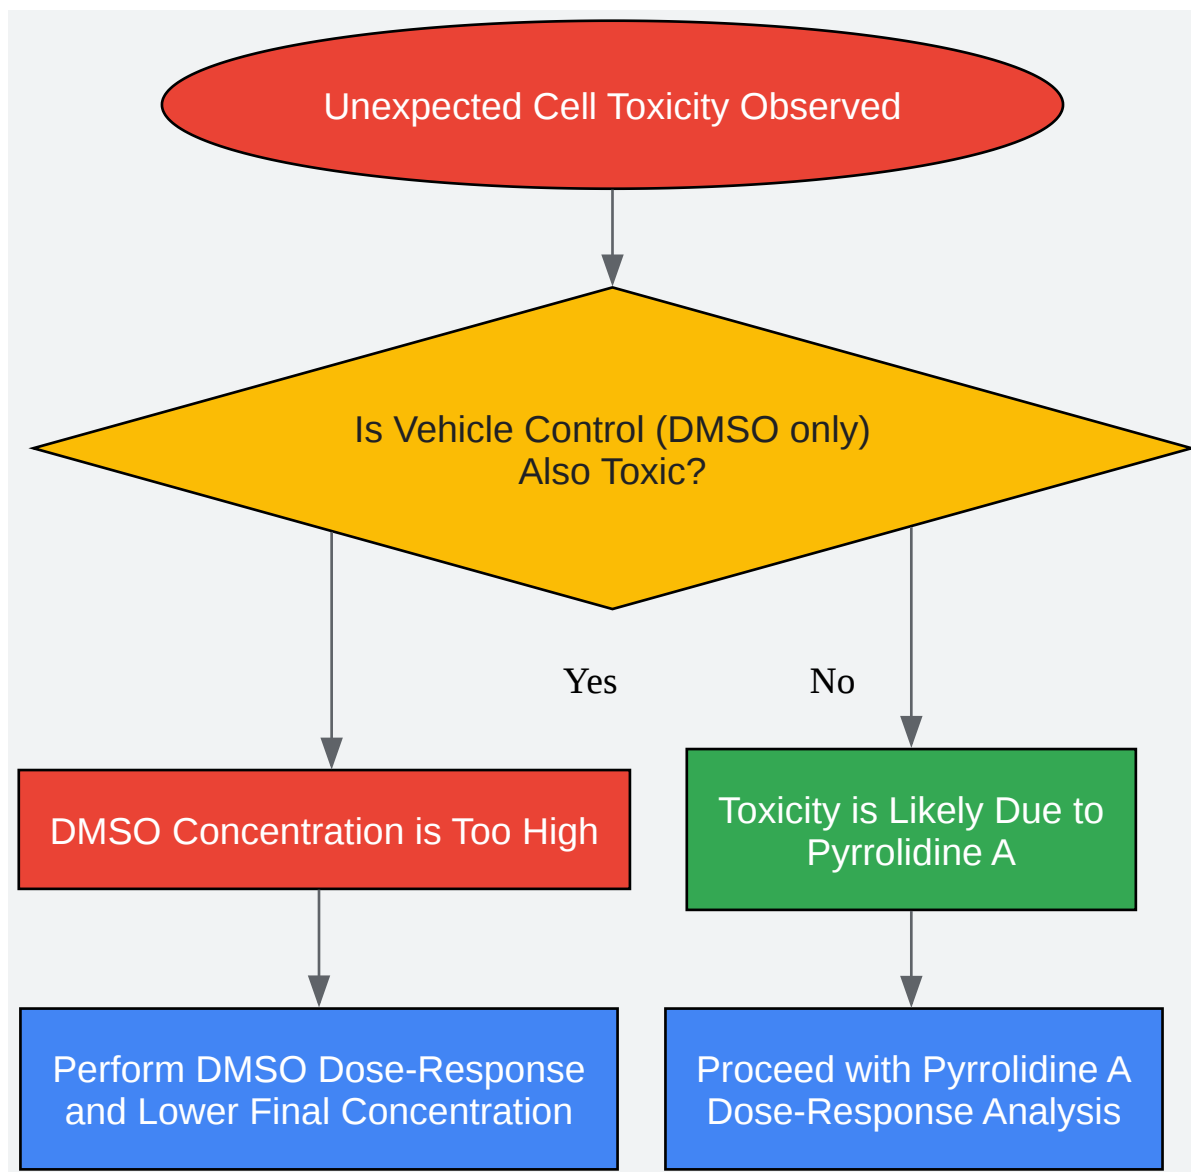 Unexpected Cell Toxicity Observed
Is Vehicle Control (DMSO only)
Also Toxic?
Yes
No
DMSO Concentration is Too High
Toxicity is Likely Due to
Pyrrolidine A
Perform DMSO Dose-Response
and Lower Final Concentration
Proceed with Pyrrolidine A
Dose-Response Analysis